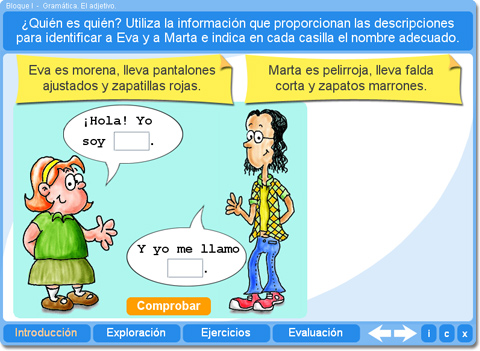 Bloque I - Gramática. El adjetivo.
¿Quién es quién? Utiliza la información que proporcionan las descripciones
para identificar a Eva y a Marta e indica en cada casilla el nombre adecuado.
Eva es morena, lleva pantalones
ajustados y zapatillas rojas.
Marta es pelirroja, lleva falda
corta y zapatos marrones.
¡Hola! Yo
soy .
Y yo me llamo
.
Comprobar
Introducción Exploración Ejercicios Evaluación i c x